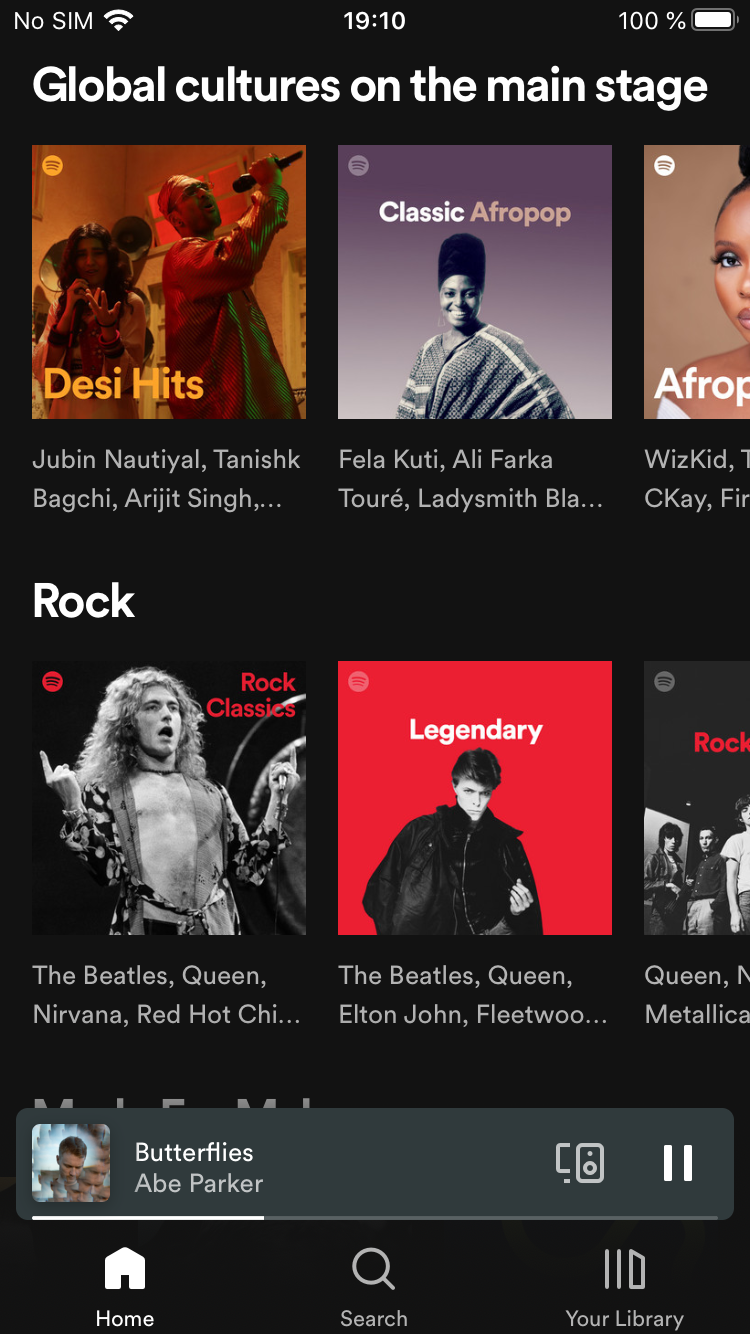 No SIM 19:10 100 %
Global cultures on the main stage
Desi Hits
Classic Afropop
Jubin Nautiyal, Tanishk
Bagchi, Arijit Singh,...
Fela Kuti, Ali Farka
Touré, Ladysmith Bla...
WizKid, T
CKay, Fir
Rock
Rock
Classics
Legendary
Rock
The Beatles, Queen,
Nirvana, Red Hot Chi...
The Beatles, Queen,
Elton John, Fleetwoo...
Queen, N
Metallica
Butterflies
Abe Parker
Home Search Your Library